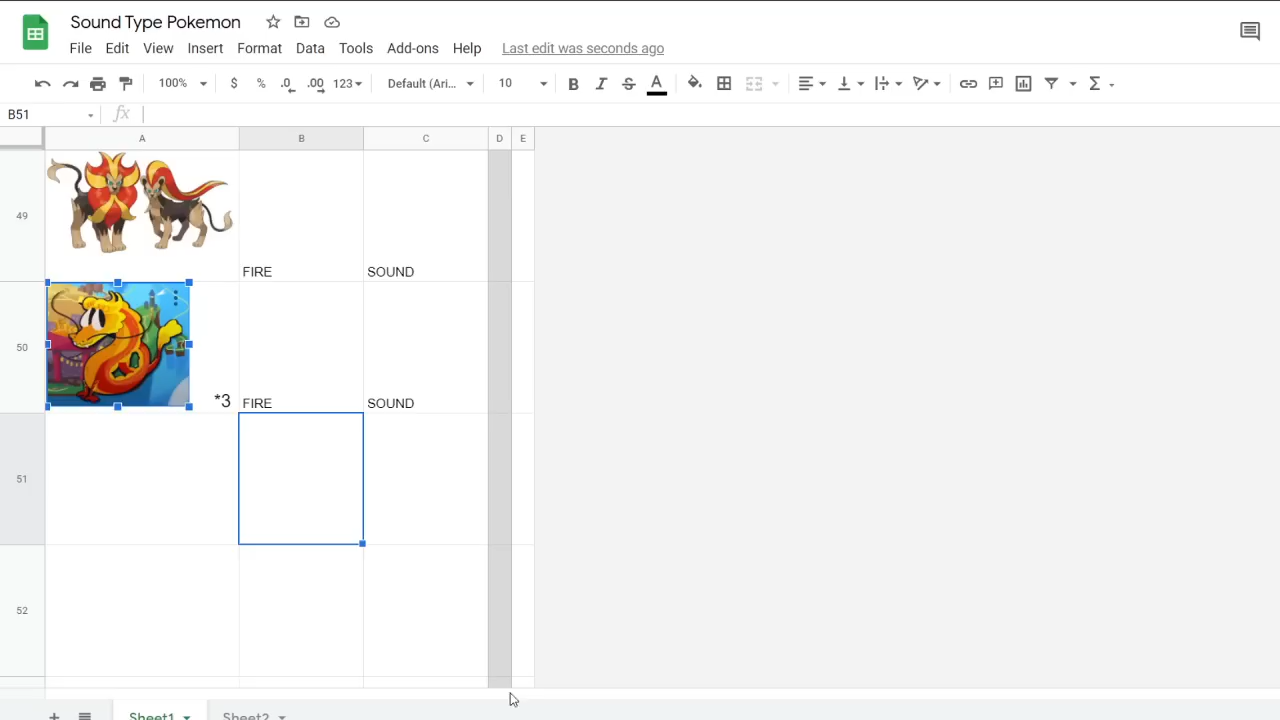 Sound Type Pokemon
File Edit View Insert Format Data Tools Add-ons Help Last edit was seconds ago
100% $ % .0 .00 123 Default (Ari... 10 B I S A Σ
B51 fx
A B C D E
49 FIRE SOUND
50 *3 FIRE SOUND
51
52
+ Sheet1 Sheet2